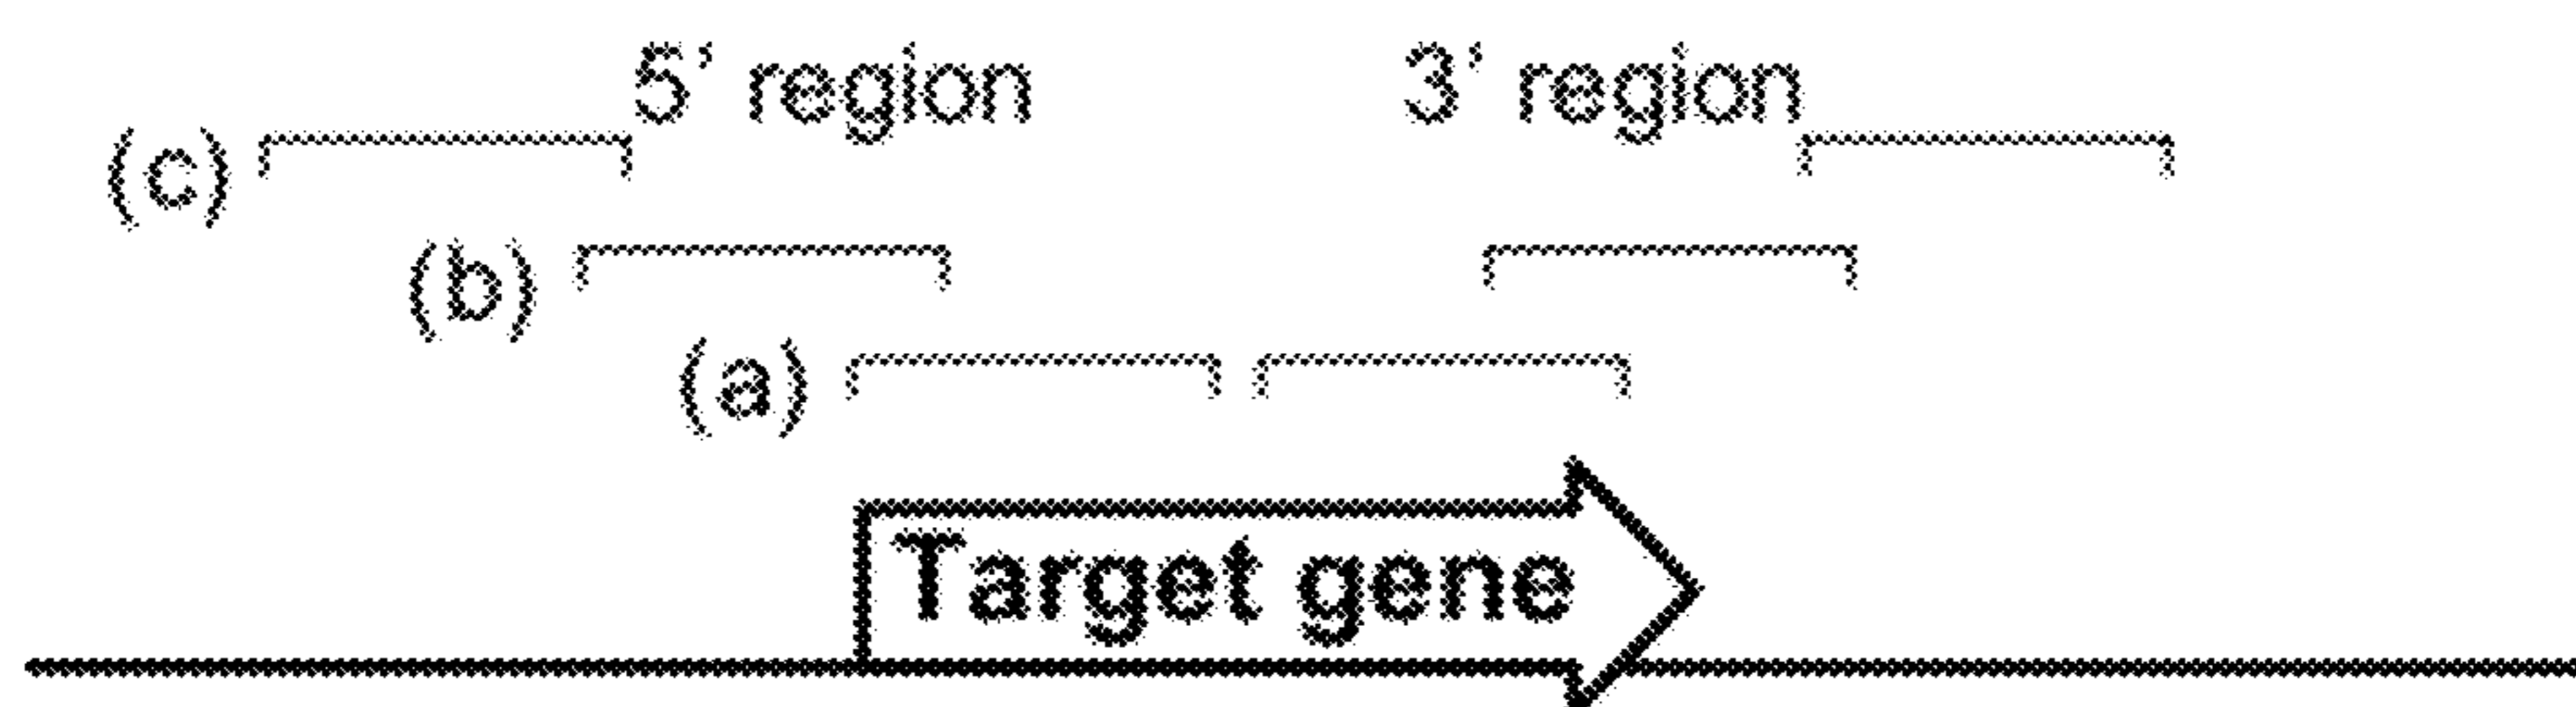 5' region 3' region
(c)
(b)
(a)
Target gene